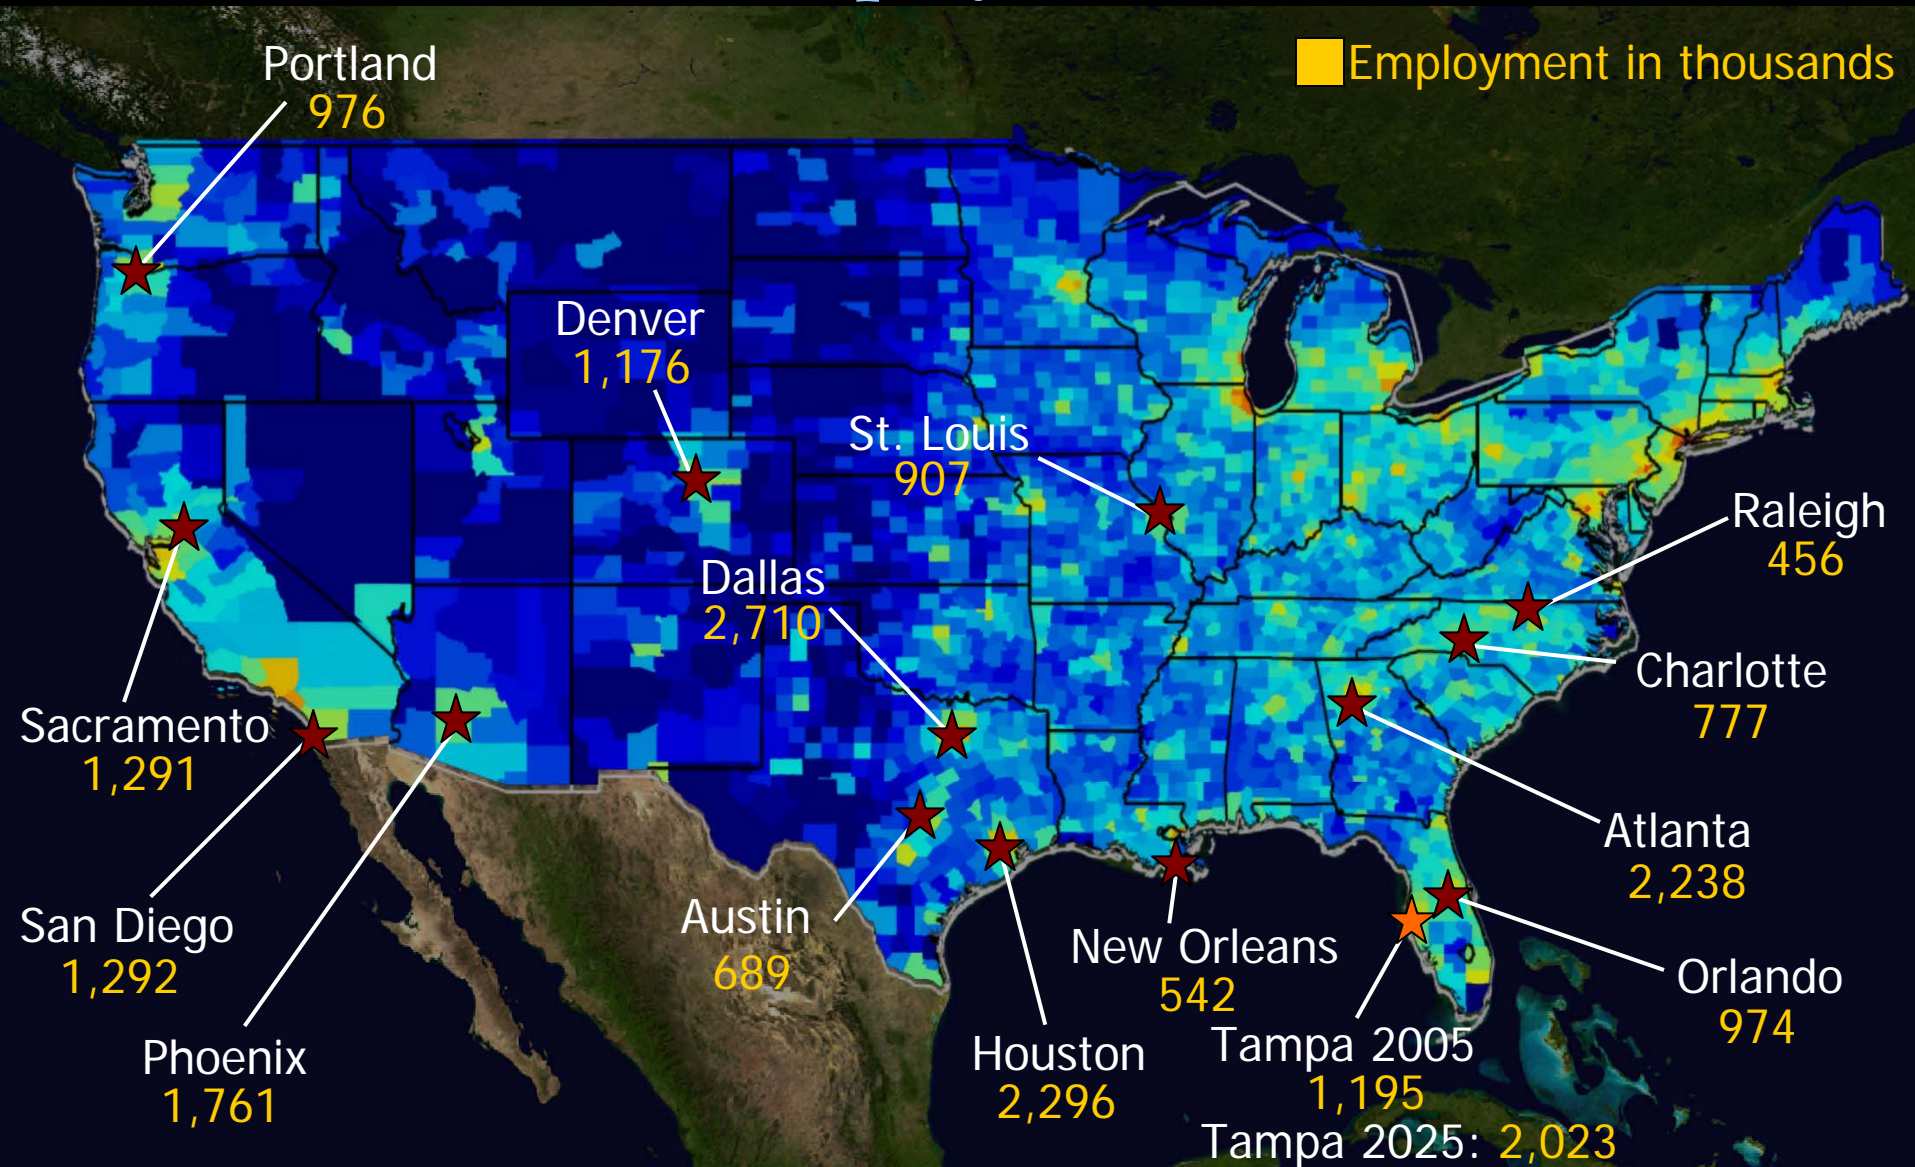 Employment in thousands
Portland
976
Denver
1,176
St. Louis
907
Raleigh
456
Dallas
2,710
Charlotte
777
Sacramento
1,291
Atlanta
2,238
San Diego
1,292
Austin
689
New Orleans
542
Orlando
974
Phoenix
1,761
Houston
2,296
Tampa 2005
1,195
Tampa 2025: 2,023